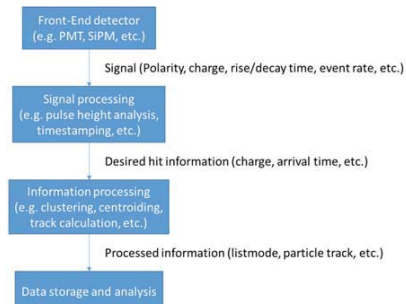 Front-End detector
(e.g. PMT, SiPM, etc.)
Signal (Polarity, charge, rise/decay time, event rate, etc.)
Signal processing
(e.g. pulse height analysis,
timestamping, etc.)
Desired hit information (charge, arrival time, etc.)
Information processing
(e.g. clustering, centroiding,
track calculation, etc.)
Processed information (listmode, particle track, etc.)
Data storage and analysis